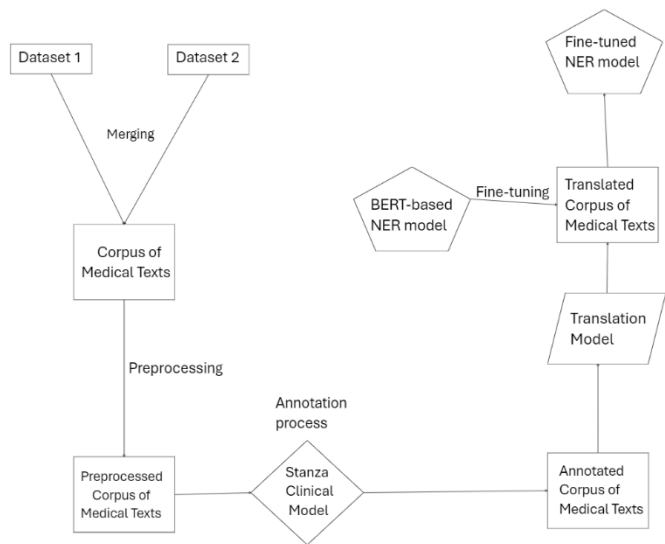 Dataset 1
Dataset 2
Merging
Corpus of
Medical Texts
Preprocessing
Preprocessed
Corpus of
Medical Texts
Annotation
process
Stanza
Clinical
Model
Annotated
Corpus of
Medical Texts
Translation
Model
Translated
Corpus of
Medical Texts
BERT-based
NER model
Fine-tuning
Fine-tuned
NER model